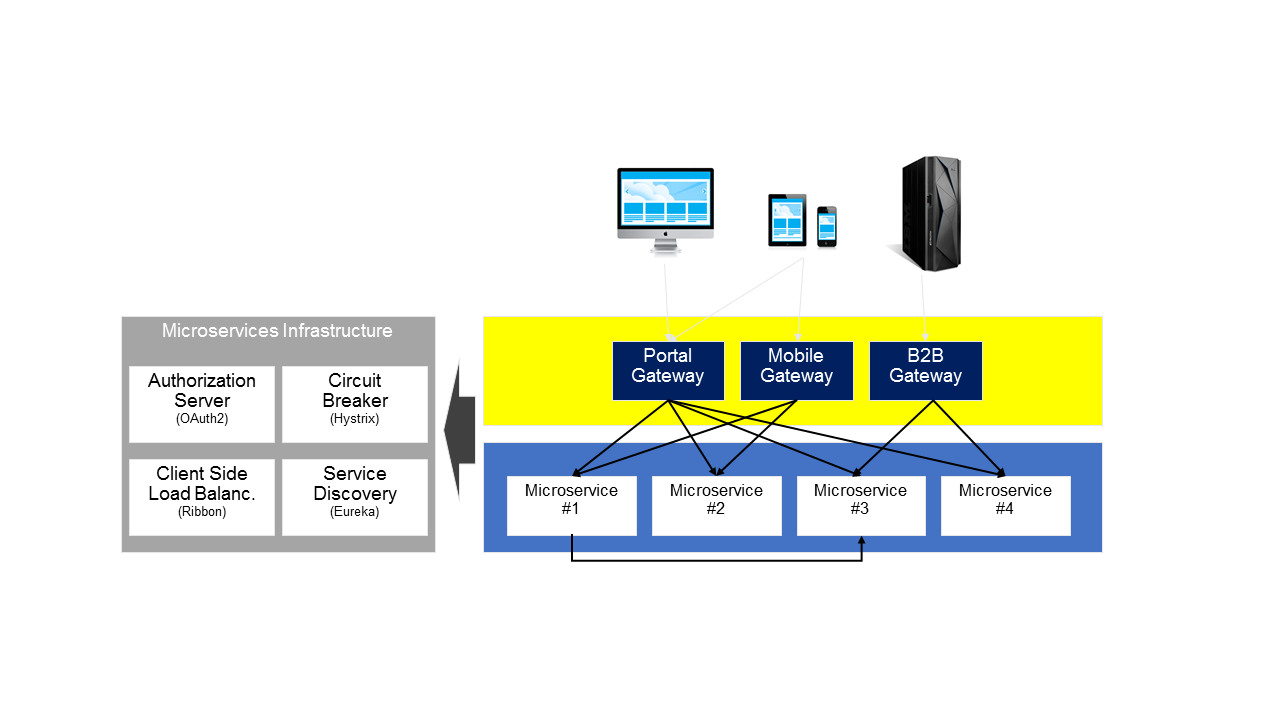 Microservices Infrastructure
Authorization
Server
(OAuth2)
Circuit
Breaker
(Hystrix)
Client Side
Load Balanc.
(Ribbon)
Service
Discovery
(Eureka)
Portal
Gateway
Mobile
Gateway
B2B
Gateway
Microservice
#1
Microservice
#2
Microservice
#3
Microservice
#4